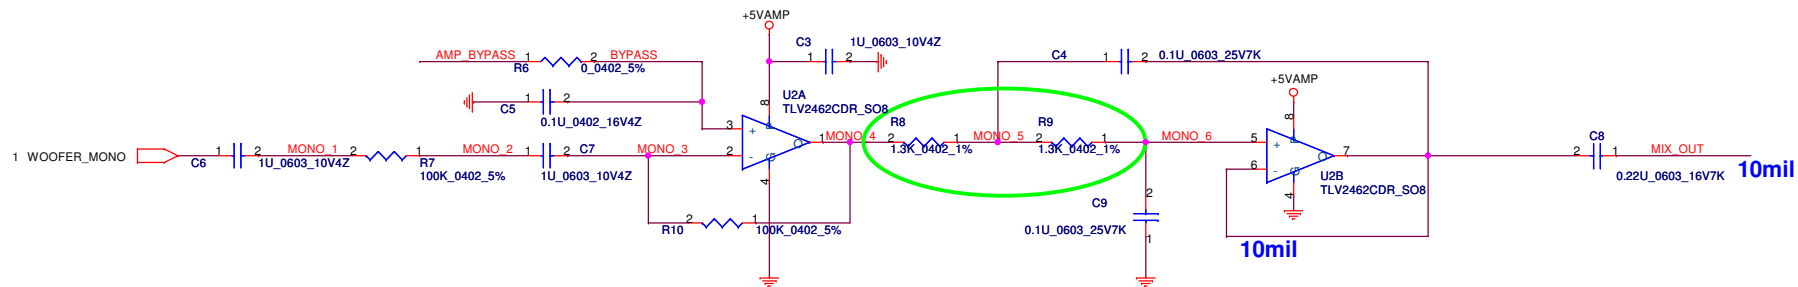 +5VAMP
C3
1U_0603_10V4Z
1
2
AMP_BYPASS
1
2
BYPASS
R6
0_0402_5%
C4
1
2
0.1U_0603_25V7K
+5VAMP
C5
1
2
0.1U_0402_16V4Z
8
U2A
TLV2462CDR_SO8
3
+
2
-
1
4
MONO_4
R8
2
1
1.3K_0402_1%
MONO_5
R9
2
1
1.3K_0402_1%
MONO_6
8
5
+
6
-
7
4
U2B
TLV2462CDR_SO8
C8
2
1
MIX_OUT
0.22U_0603_16V7K
10mil
1 WOOFER_MONO
C6
1
2
1U_0603_10V4Z
MONO_1
2
1
R7
100K_0402_5%
MONO_2
1
2
C7
1U_0603_10V4Z
MONO_3
R10
2
1
100K_0402_5%
C9
2
1
0.1U_0603_25V7K
10mil